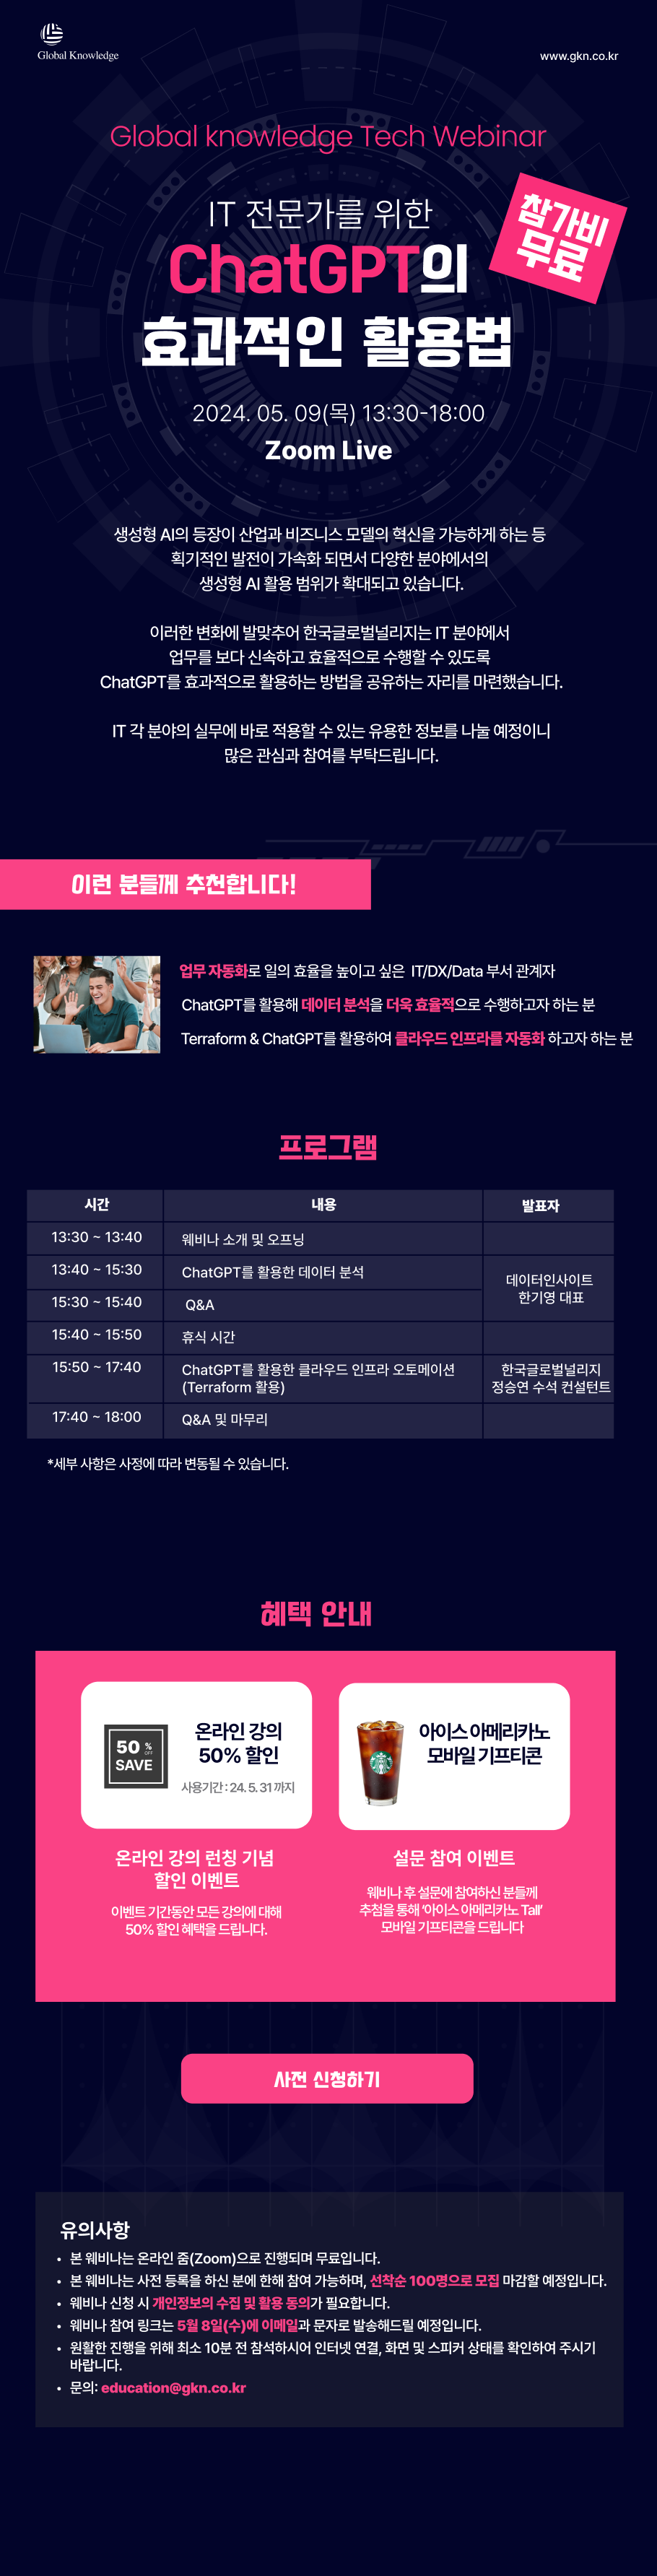 Global Knowledge
www.gkn.co.kr
Global knowledge Tech Webinar
참가비
무료
IT 전문가를 위한
ChatGPT의
효과적인 활용법
2024. 05. 09(목) 13:30-18:00
Zoom Live
생성형 AI의 등장이 산업과 비즈니스 모델의 혁신을 가능하게 하는 등
획기적인 발전이 가속화 되면서 다양한 분야에서의
생성형 AI 활용 범위가 확대되고 있습니다.
이러한 변화에 발맞추어 한국글로벌널리지는 IT 분야에서
업무를 보다 신속하고 효율적으로 수행할 수 있도록
ChatGPT를 효과적으로 활용하는 방법을 공유하는 자리를 마련했습니다.
IT 각 분야의 실무에 바로 적용할 수 있는 유용한 정보를 나눌 예정이니
많은 관심과 참여를 부탁드립니다.
이런 분들께 추천합니다!
업무 자동화로 일의 효율을 높이고 싶은 IT/DX/Data 부서 관계자
ChatGPT를 활용해 데이터 분석을 더욱 효율적으로 수행하고자 하는 분
Terraform & ChatGPT를 활용하여 클라우드 인프라를 자동화 하고자 하는 분
프로그램
시간 내용 발표자
13:30 ~ 13:40 웨비나 소개 및 오프닝
13:40 ~ 15:30 ChatGPT를 활용한 데이터 분석
데이터인사이트
한기영 대표
15:30 ~ 15:40 Q&A
15:40 ~ 15:50 휴식 시간
15:50 ~ 17:40 ChatGPT를 활용한 클라우드 인프라 오토메이션
(Terraform 활용)
한국글로벌널리지
정승연 수석 컨설턴트
17:40 ~ 18:00 Q&A 및 마무리
*세부 사항은 사정에 따라 변동될 수 있습니다.
혜택 안내
50 % OFF
SAVE
온라인 강의
50% 할인
사용기간 : 24. 5. 31 까지
아이스 아메리카노
모바일 기프티콘
온라인 강의 런칭 기념
할인 이벤트
이벤트 기간동안 모든 강의에 대해
50% 할인 혜택을 드립니다.
설문 참여 이벤트
웨비나 후 설문에 참여하신 분들께
추첨을 통해 ‘아이스 아메리카노 Tall’
모바일 기프티콘을 드립니다
사전 신청하기
유의사항
• 본 웨비나는 온라인 줌(Zoom)으로 진행되며 무료입니다.
• 본 웨비나는 사전 등록을 하신 분에 한해 참여 가능하며, 선착순 100명으로 모집 마감할 예정입니다.
• 웨비나 신청 시 개인정보의 수집 및 활용 동의가 필요합니다.
• 웨비나 참여 링크는 5월 8일(수)에 이메일과 문자로 발송해드릴 예정입니다.
• 원활한 진행을 위해 최소 10분 전 참석하시어 인터넷 연결, 화면 및 스피커 상태를 확인하여 주시기
바랍니다.
• 문의: education@gkn.co.kr